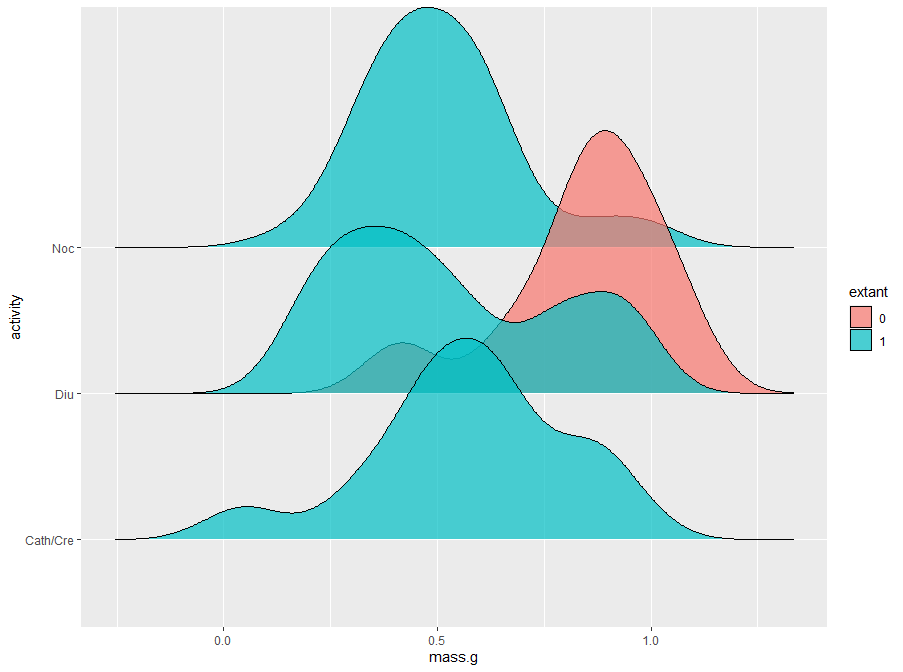 Noc
Diu
Cath/Cre
activity
0.0 0.5 1.0
mass.g
extant
0
1